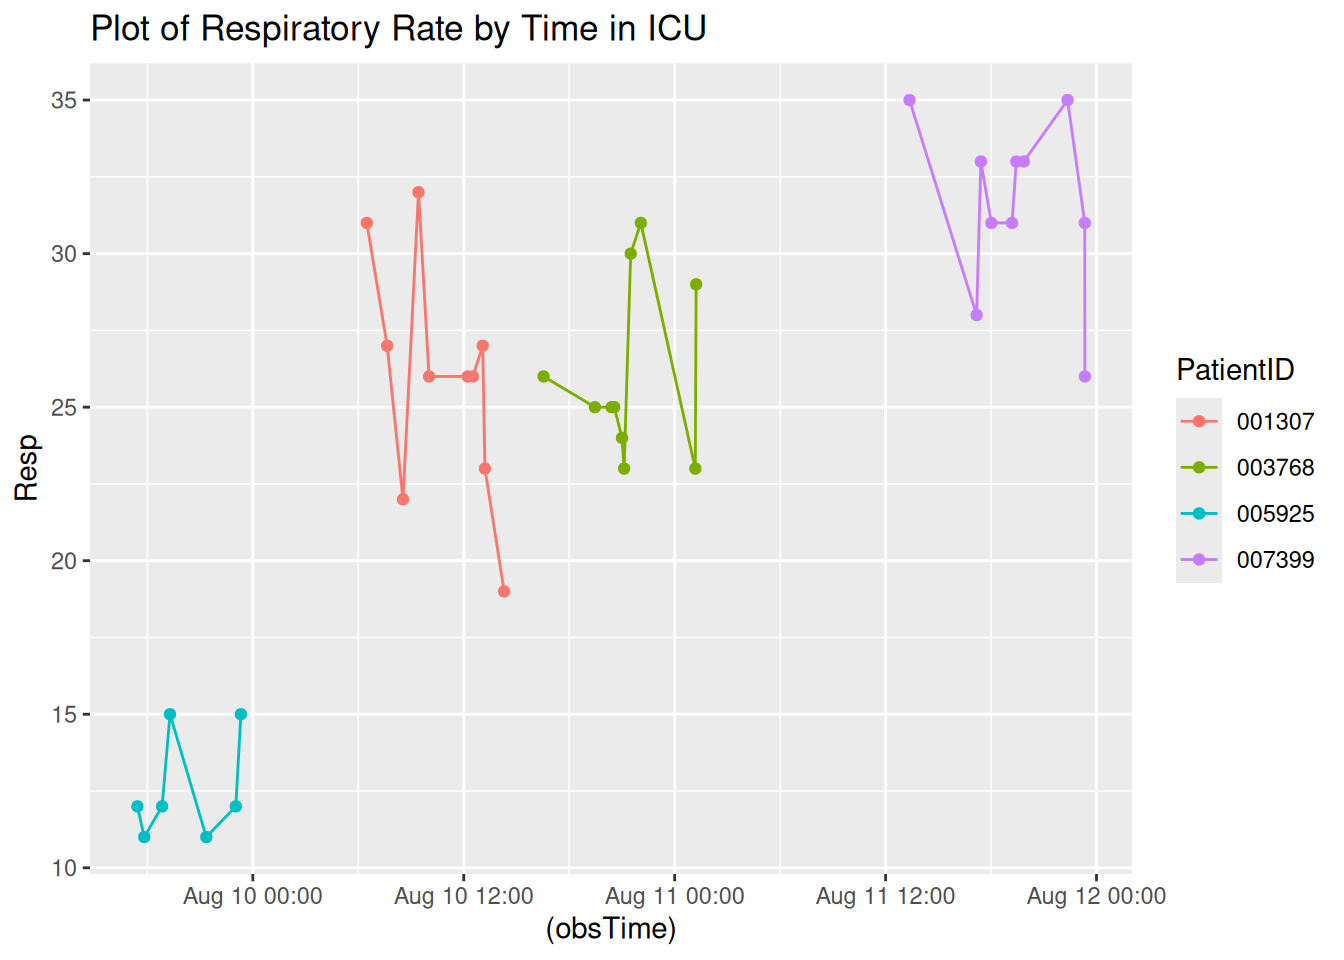 Plot of Respiratory Rate by Time in ICU
35
30
25
20
15
10
Resp
Aug 10 00:00 Aug 10 12:00 Aug 11 00:00 Aug 11 12:00 Aug 12 00:00
(obsTime)
PatientID
001307
003768
005925
007399